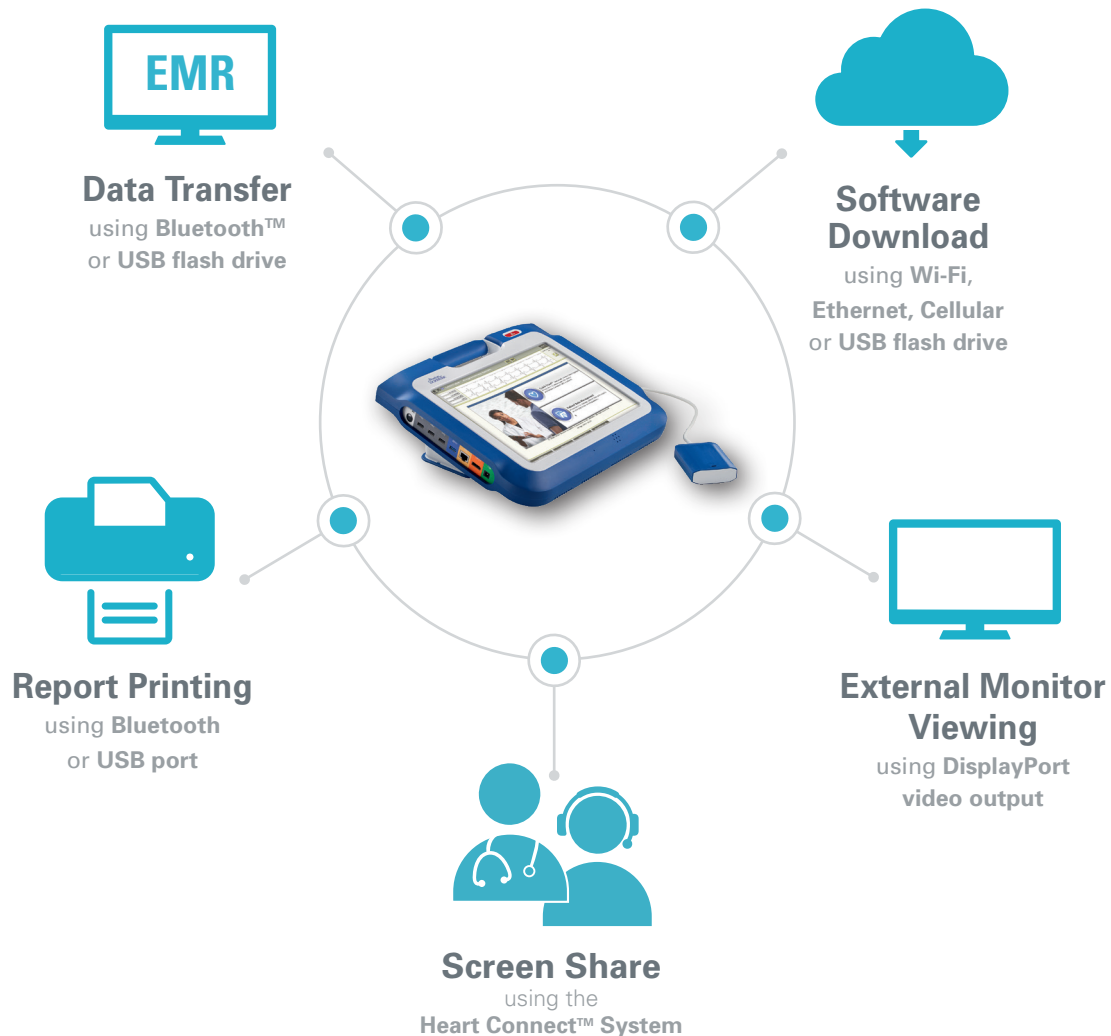 EMR
Data Transfer
using Bluetooth™
or USB flash drive
Software
Download
using Wi-Fi,
Ethernet, Cellular
or USB flash drive
Report Printing
using Bluetooth
or USB port
External Monitor
Viewing
using DisplayPort
video output
Screen Share
using the
Heart Connect™ System